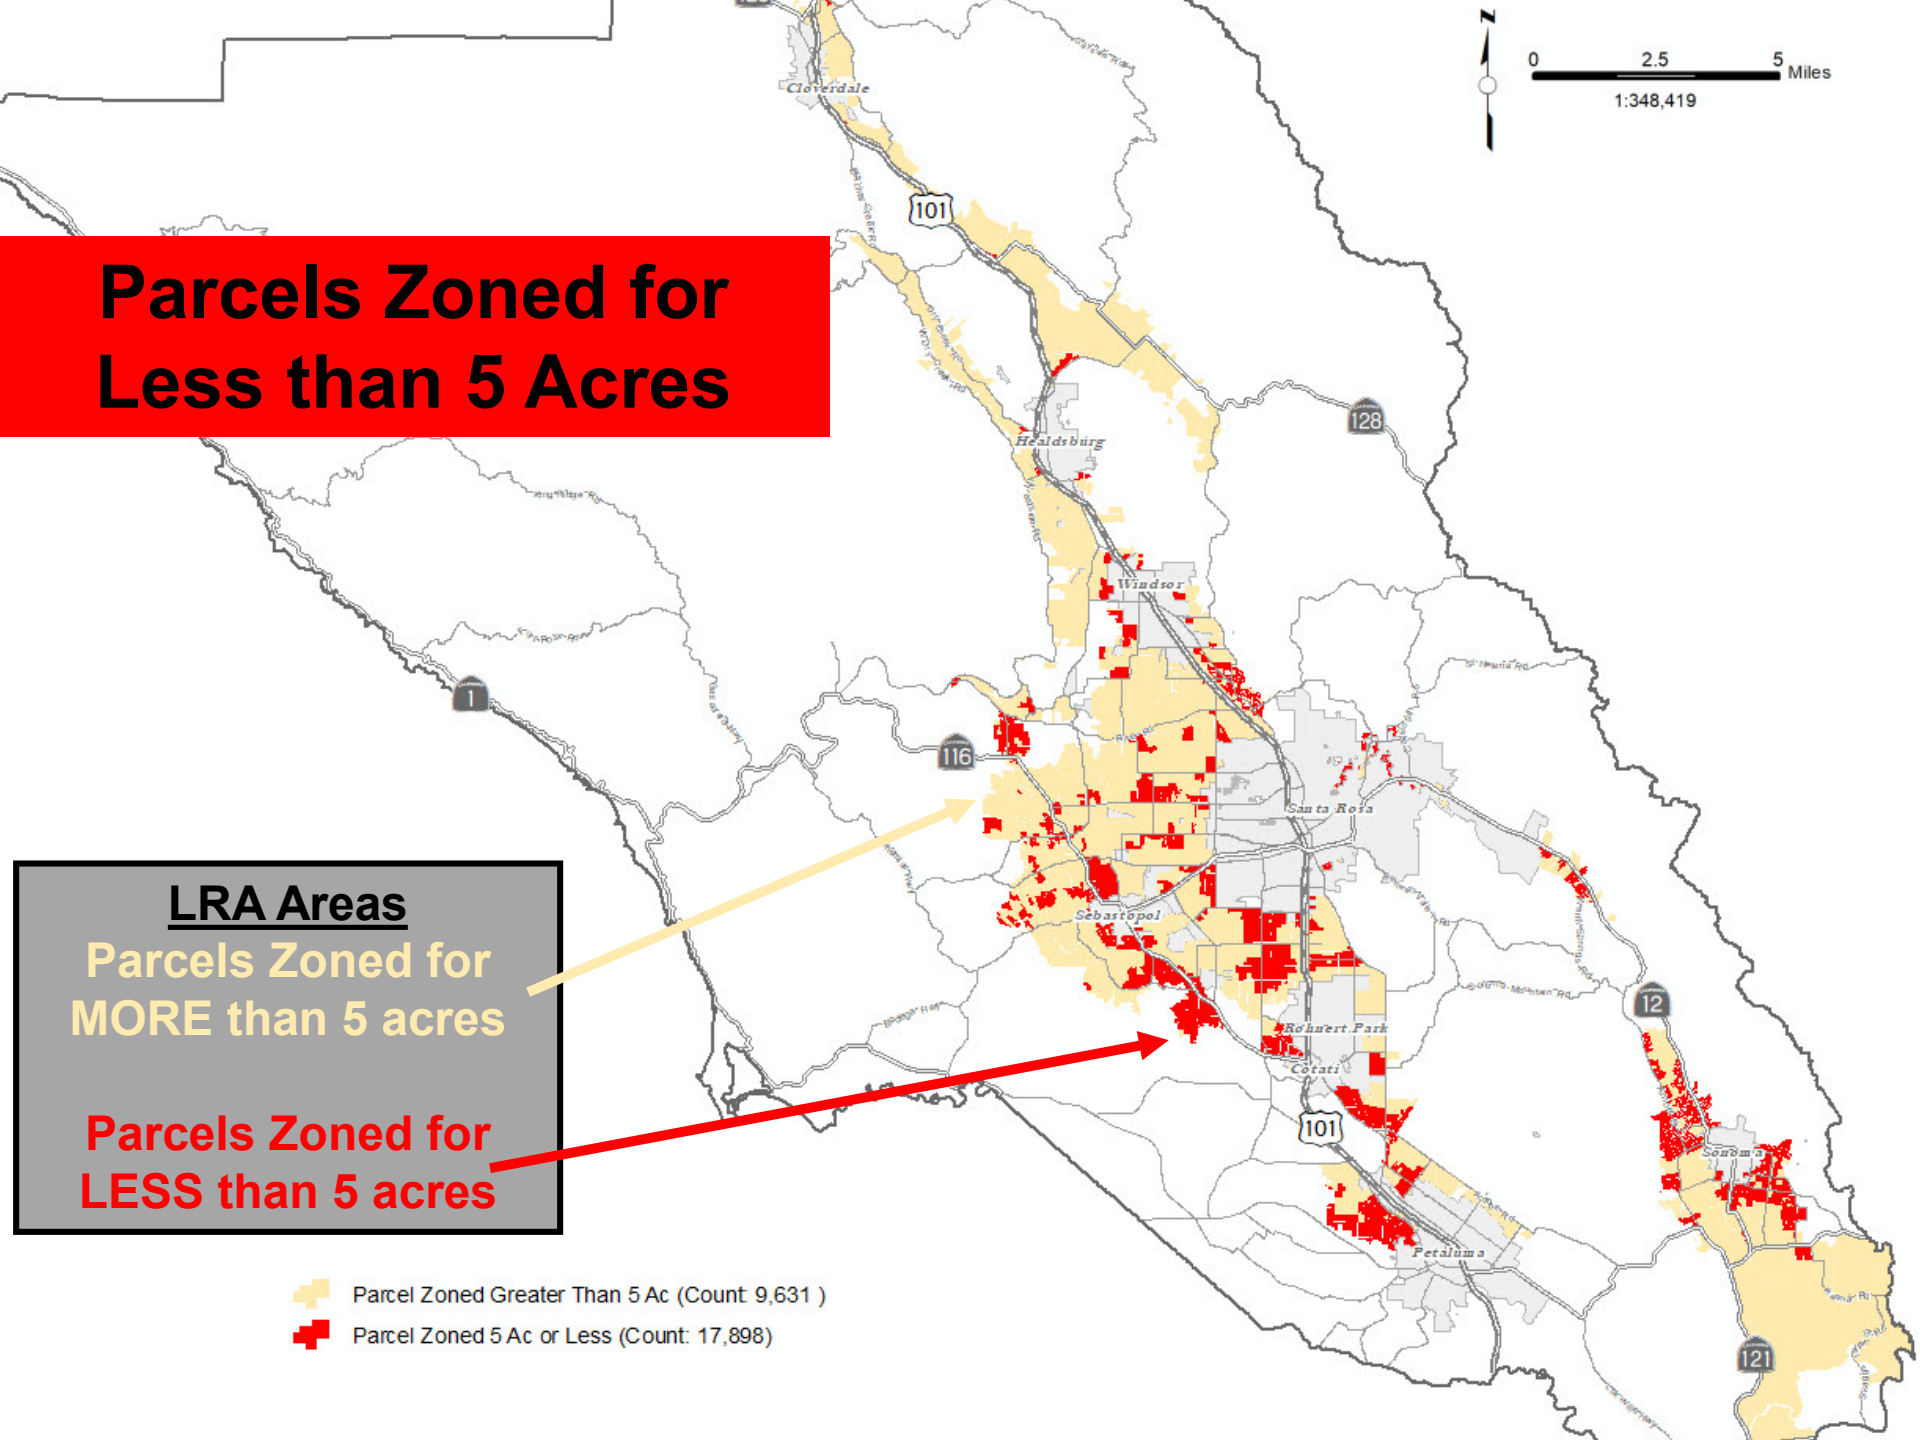 Cloverdale
0 2.5 5 Miles
1:348,419
101
Parcels Zoned for
Less than 5 Acres
128
Healdsburg
Windsor
1
116
Santa Rosa
LRA Areas
Parcels Zoned for
MORE than 5 acres
Sebastopol
12
Rohnert Park
Cotati
Parcels Zoned for
LESS than 5 acres
101
Sonoma
Petaluma
Parcel Zoned Greater Than 5 Ac (Count: 9,631 )
Parcel Zoned 5 Ac or Less (Count: 17,898)
121